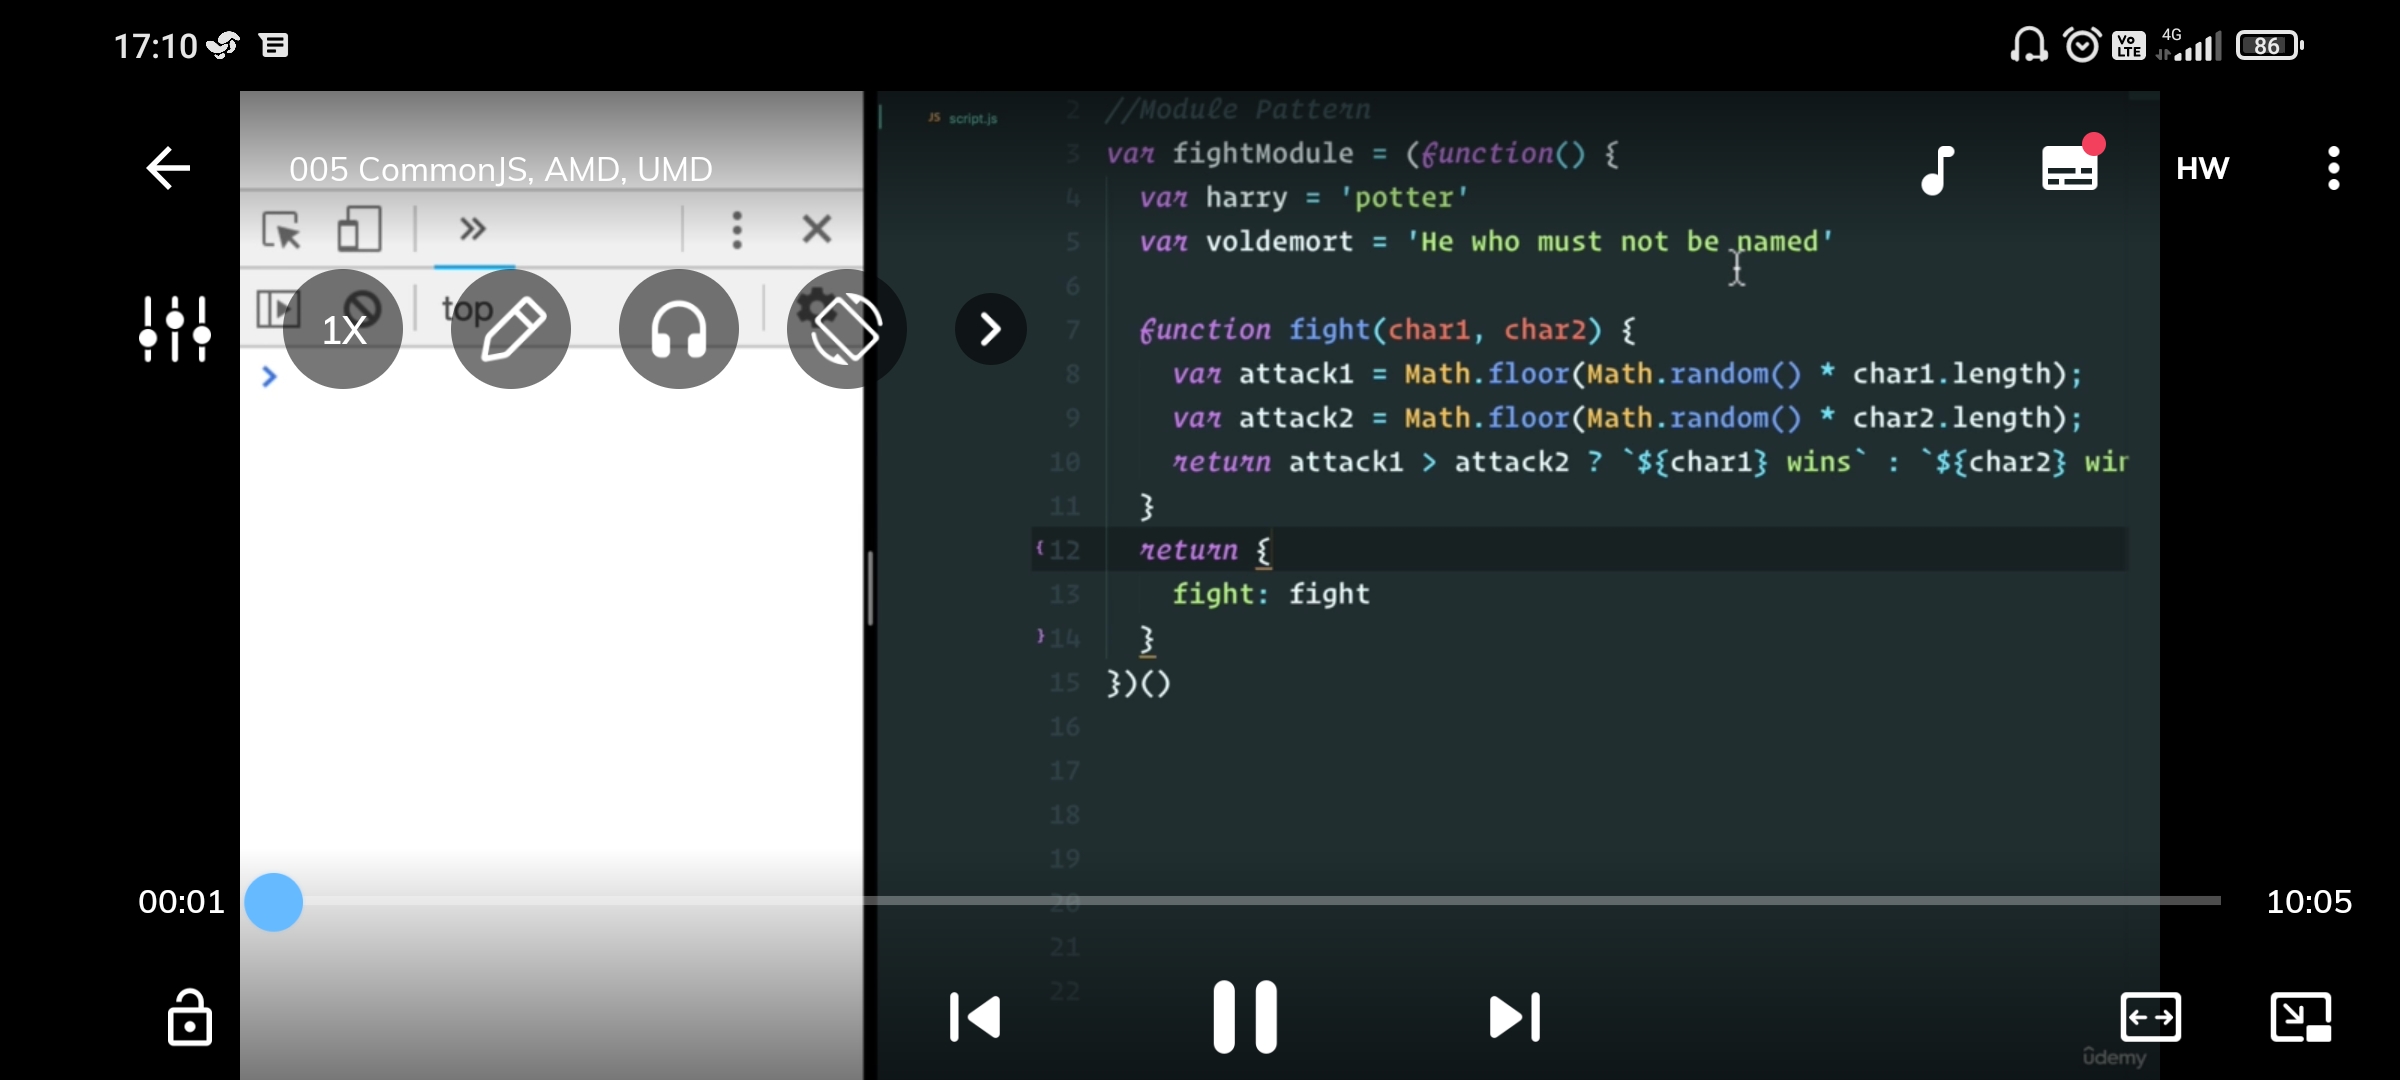 17:10
4G
Vo
LTE
86
005 CommonJS, AMD, UMD
HW
JS script.js
1X
top
2 //Module Pattern
3 var fightModule = (function() {
4 var harry = 'potter'
5 var voldemort = 'He who must not be named'
6
7 function fight(char1, char2) {
8 var attack1 = Math.floor(Math.random() * char1.length);
9 var attack2 = Math.floor(Math.random() * char2.length);
10 return attack1 > attack2 ? `${char1} wins` : `${char2} wir
11 }
12 return {
13 fight: fight
14 }
15 })()
16
17
18
19
20
21
22
00:01
10:05
ûdemy